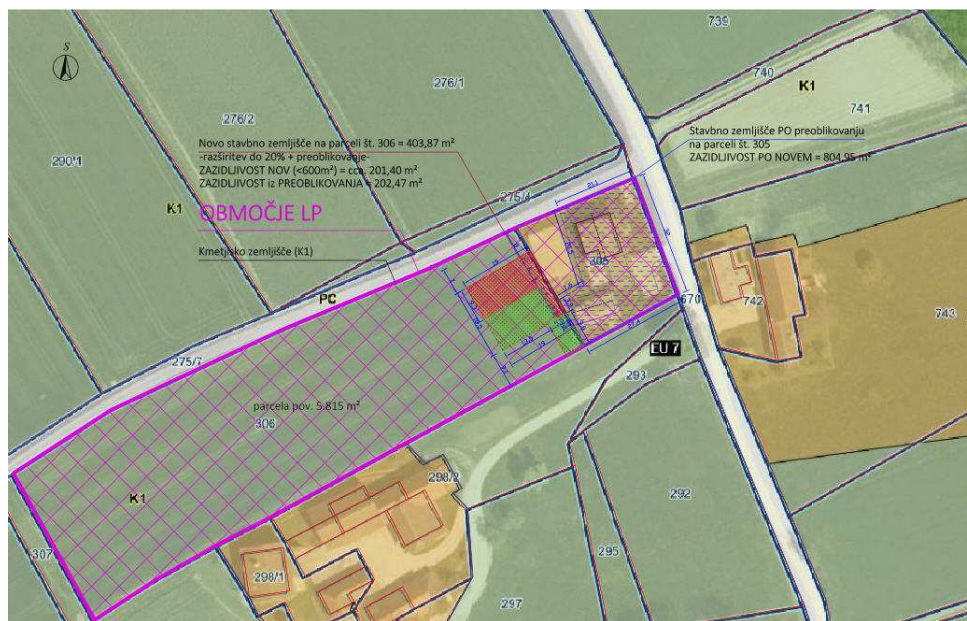 S
739
740
K1
741
276/1
276/2
290/1
Novo stavbno zemljišče na parceli št. 306 = 403,87 m²
-razširitev do 20% + preoblikovanje-
ZAZIDLJIVOST NOV (<600m²) = cca. 201,40 m²
ZAZIDLJIVOST iz PREOBLIKOVANJA = 202,47 m²
Stavbno zemljišče PO preoblikovanju
na parceli št. 305
ZAZIDLJIVOST PO NOVEM = 804,95 m²
K1
OBMOČJE LP
275/4
Kmetijsko zemljišče (K1)
305
PC
670
742
743
EU 7
275/7
293
parcela pov. 5.815 m²
306
298/2
K1
292
307
295
298/1
297